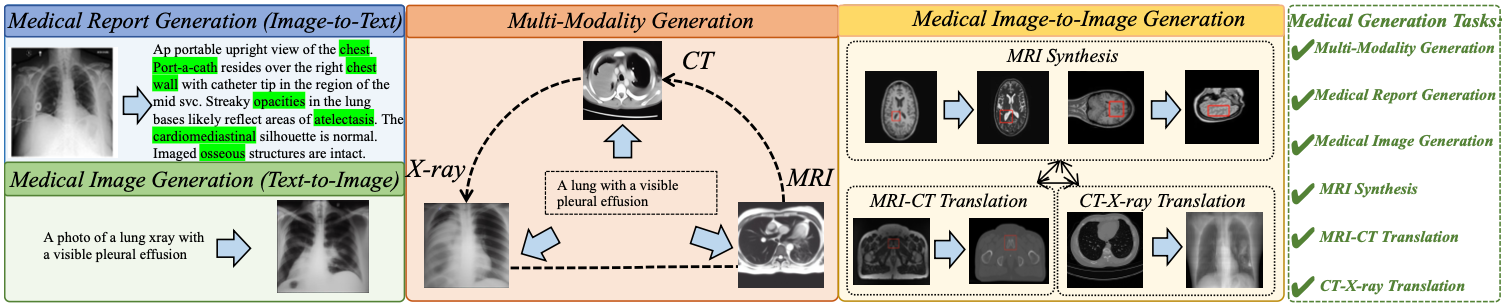 Medical Report Generation (Image-to-Text)
Ap portable upright view of the chest.
Port-a-cath resides over the right chest
wall with catheter tip in the region of the
mid svc. Streaky opacities in the lung
bases likely reflect areas of atelectasis. The
cardiomediastinal silhouette is normal.
Imaged osseous structures are intact.
Medical Image Generation (Text-to-Image)
A photo of a lung xray with
a visible pleural effusion
Multi-Modality Generation
CT
X-ray
MRI
A lung with a visible
pleural effusion
Medical Image-to-Image Generation
MRI Synthesis
MRI-CT Translation
CT-X-ray Translation
Medical Generation Tasks:
Multi-Modality Generation
Medical Report Generation
Medical Image Generation
MRI Synthesis
MRI-CT Translation
CT-X-ray Translation